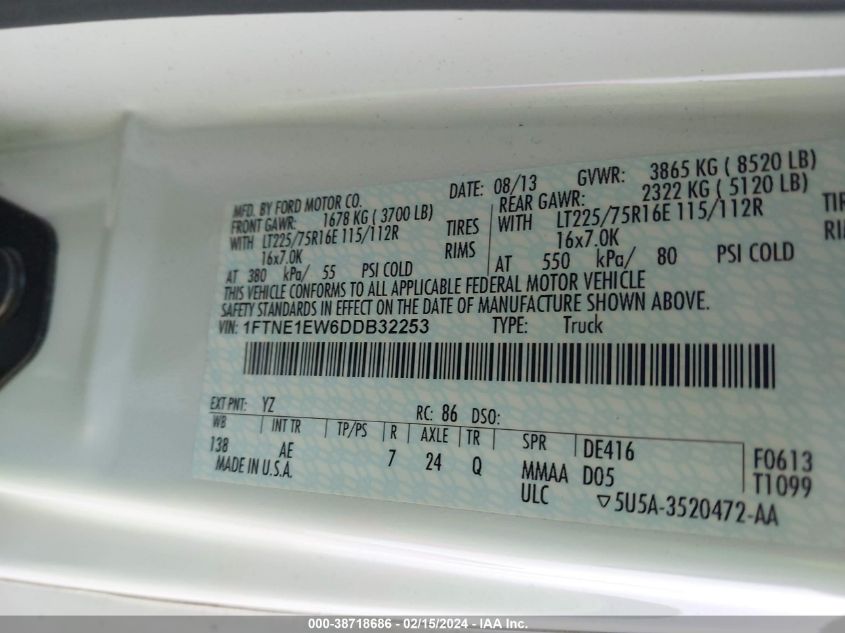 MFD. BY FORD MOTOR CO.
DATE: 08/13 GVWR: 3865 KG ( 8520 LB)
FRONT GAWR: 1678 KG ( 3700 LB)
REAR GAWR: 2322 KG ( 5120 LB)
WITH LT225/75R16E 115/112R TIRES
WITH LT225/75R16E 115/112R
16x7.0K RIMS
16x7.0K
AT 380 kPa/ 55 PSI COLD
AT 550 kPa/ 80 PSI COLD
THIS VEHICLE CONFORMS TO ALL APPLICABLE FEDERAL MOTOR VEHICLE
SAFETY STANDARDS IN EFFECT ON THE DATE OF MANUFACTURE SHOWN ABOVE.
VIN: 1FTNE1EW6DDB32253 TYPE: Truck
EXT PNT: YZ RC: 86 DSO:
WB INT TR TP/PS R AXLE TR SPR DE416 F0613
138 AE 7 24 Q MMAA D05 T1099
MADE IN U.S.A. ULC ▽5U5A-3520472-AA
000-38718686 - 02/15/2024 - IAA Inc.